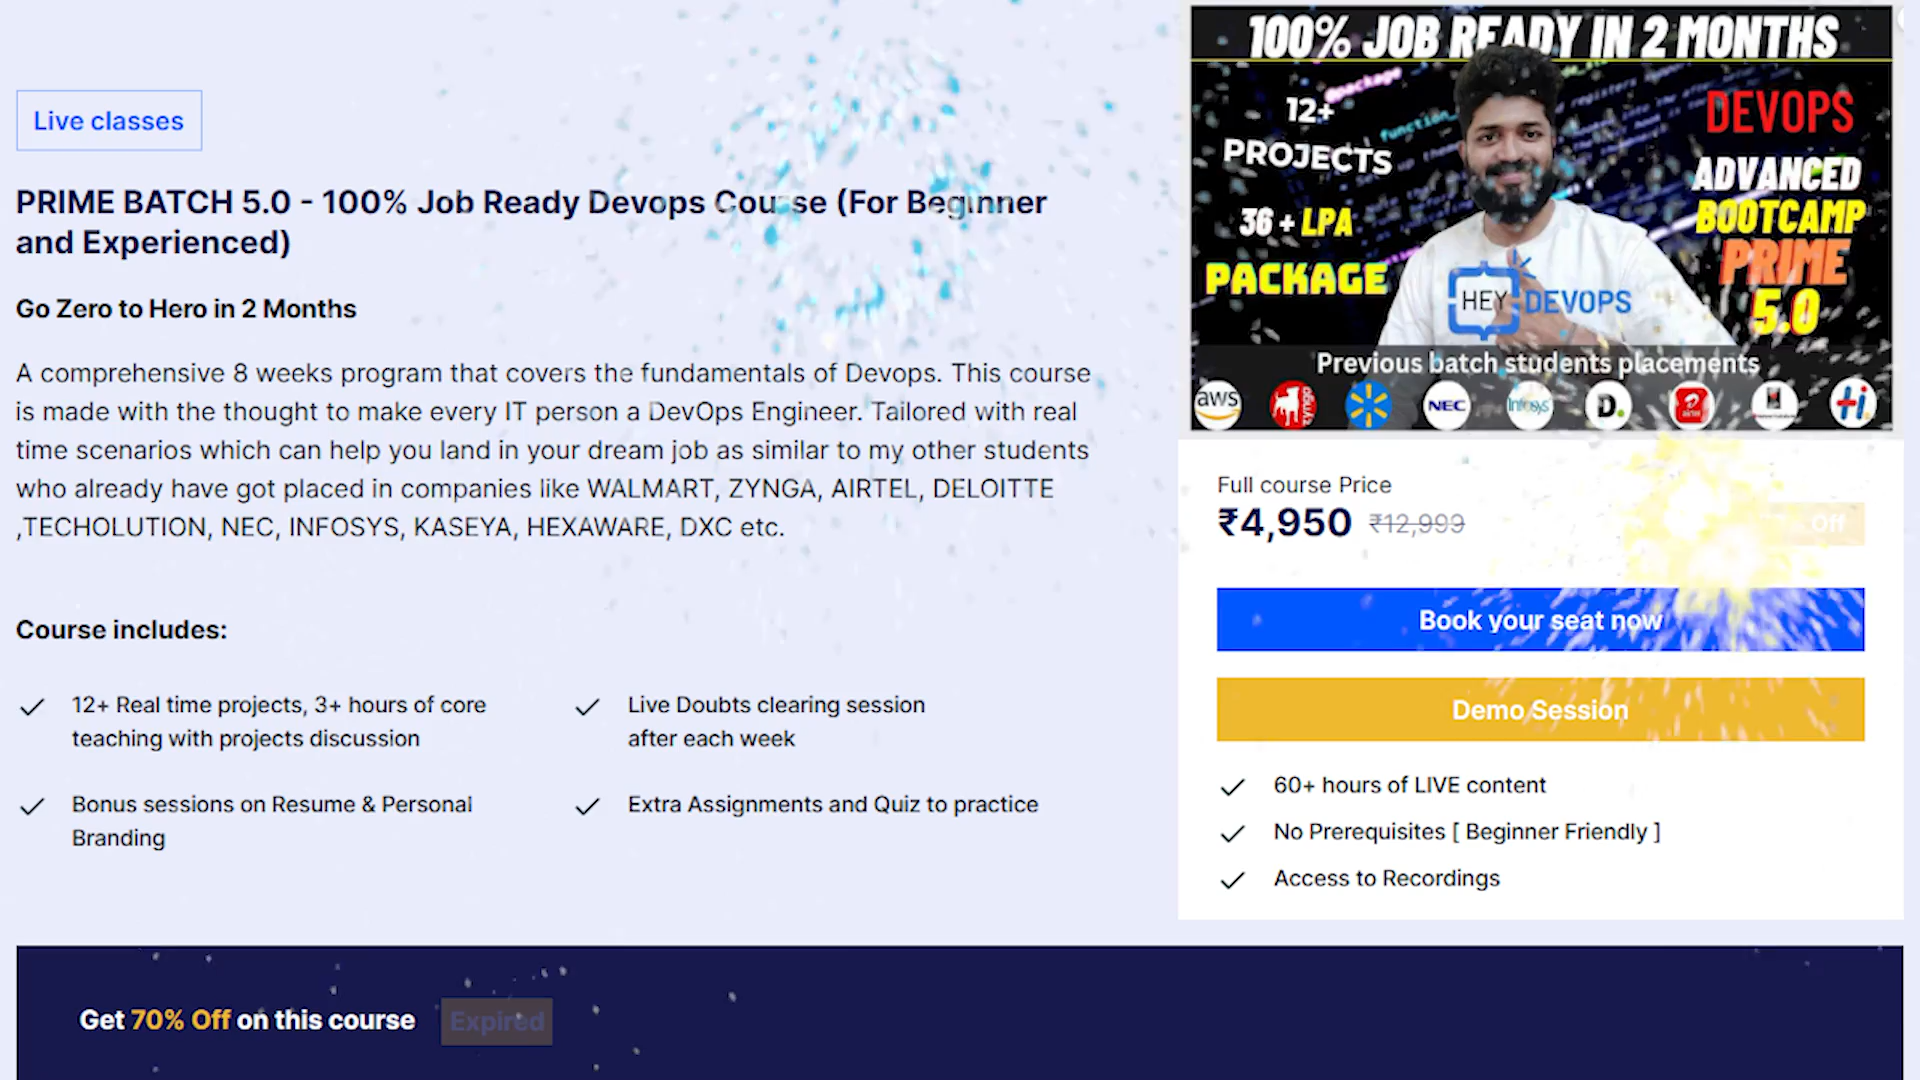 Live classes
PRIME BATCH 5.0 - 100% Job Ready Devops Course (For Beginner
and Experienced)
Go Zero to Hero in 2 Months
A comprehensive 8 weeks program that covers the fundamentals of Devops. This course
is made with the thought to make every IT person a DevOps Engineer. Tailored with real
time scenarios which can help you land in your dream job as similar to my other students
who already have got placed in companies like WALMART, ZYNGA, AIRTEL, DELOITTE
,TECHOLUTION, NEC, INFOSYS, KASEYA, HEXAWARE, DXC etc.
Course includes:
12+ Real time projects, 3+ hours of core
teaching with projects discussion
Live Doubts clearing session
after each week
Bonus sessions on Resume & Personal
Branding
Extra Assignments and Quiz to practice
100% JOB READY IN 2 MONTHS
12+
PROJECTS
36 + LPA
PACKAGE
DEVOPS
ADVANCED
BOOTCAMP
PRIME
5.0
HEY DEVOPS
Previous batch students placements
aws
zynga
NEC
Infosys
D.
airtel
Hi
Full course Price
₹4,950 ₹12,999
Off
Book your seat now
Demo Session
60+ hours of LIVE content
No Prerequisites [ Beginner Friendly ]
Access to Recordings
Get 70% Off on this course
Expired